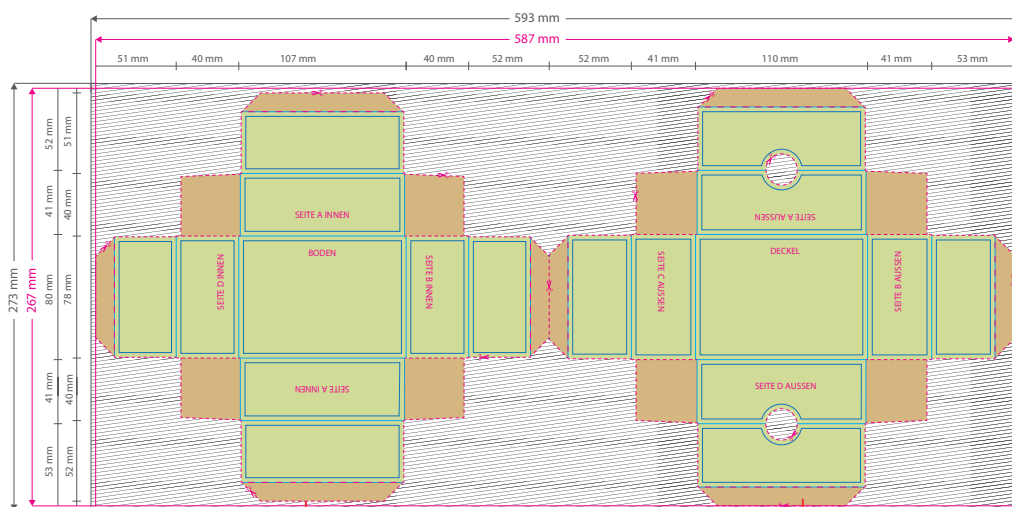 593 mm
587 mm
51 mm
40 mm
107 mm
40 mm
52 mm
52 mm
41 mm
110 mm
41 mm
53 mm
273 mm
267 mm
52 mm
41 mm
80 mm
41 mm
53 mm
51 mm
40 mm
78 mm
40 mm
52 mm
SEITE A INNEN
BODEN
SEITE D INNEN
SEITE B INNEN
SEITE A INNEN
SEITE A AUSSEN
DECKEL
SEITE C AUSSEN
SEITE B AUSSEN
SEITE D AUSSEN